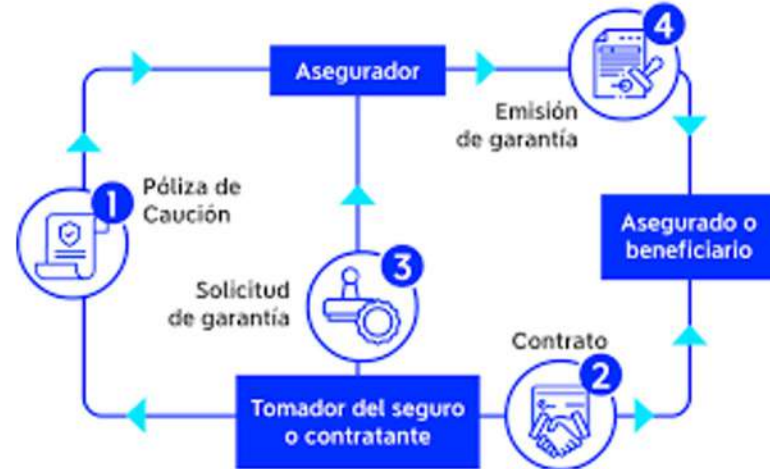 4
Asegurador
Emisión
de garantía
1
Póliza de
Caución
Asegurado o
beneficiario
3
Solicitud
de garantía
Contrato
2
Tomador del seguro
o contratante